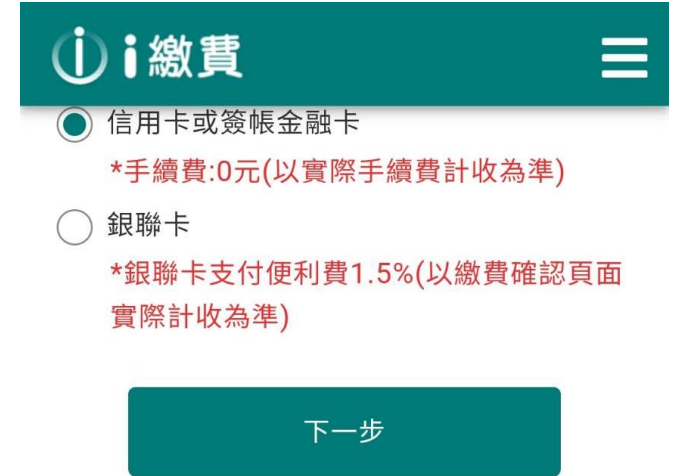 i繳費
信用卡或簽帳金融卡
*手續費:0元(以實際手續費計收為準)
銀聯卡
*銀聯卡支付便利費1.5%(以繳費確認頁面
實際計收為準)
下一步